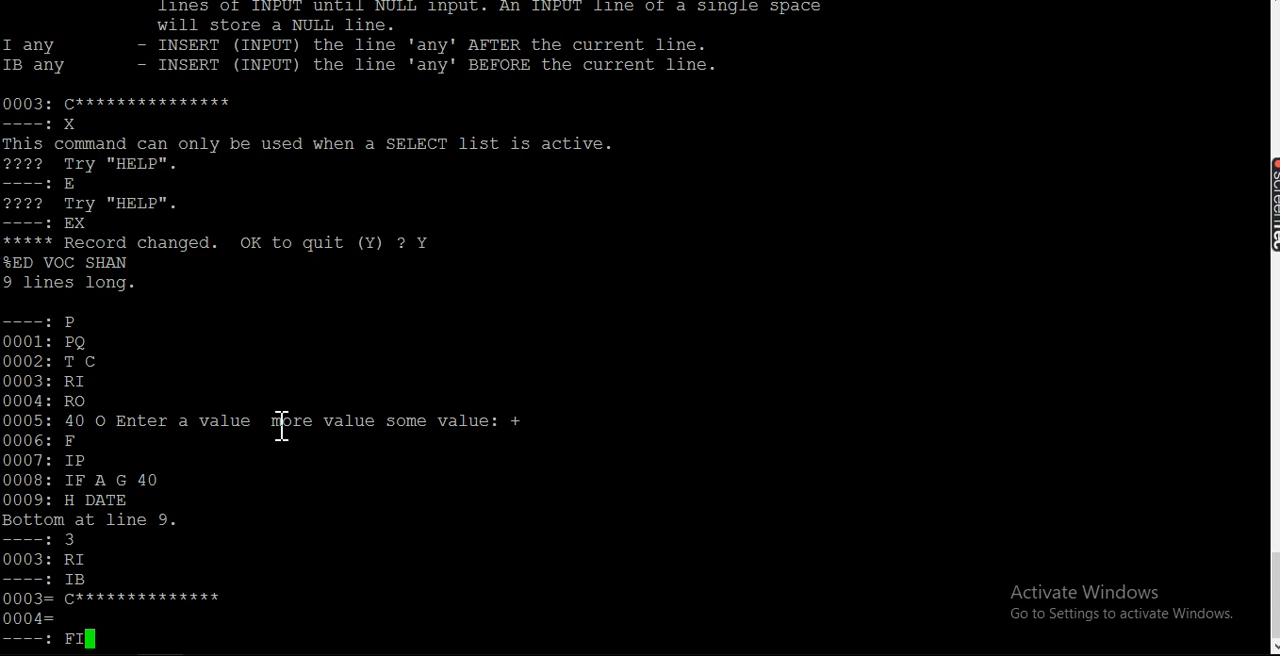 lines of INPUT until NULL input. An INPUT line of a single space
will store a NULL line.
I any - INSERT (INPUT) the line 'any' AFTER the current line.
IB any - INSERT (INPUT) the line 'any' BEFORE the current line.
0003: C***************
----: X
This command can only be used when a SELECT list is active.
???? Try "HELP".
----: E
???? Try "HELP".
----: EX
***** Record changed. OK to quit (Y) ? Y
%ED VOC SHAN
9 lines long.
----: P
0001: PQ
0002: T C
0003: RI
0004: RO
0005: 40 O Enter a value more value some value: +
0006: F
0007: IP
0008: IF A G 40
0009: H DATE
Bottom at line 9.
----: 3
0003: RI
----: IB
0003= C**************
0004=
----: FI
Activate Windows
Go to Settings to activate Windows.